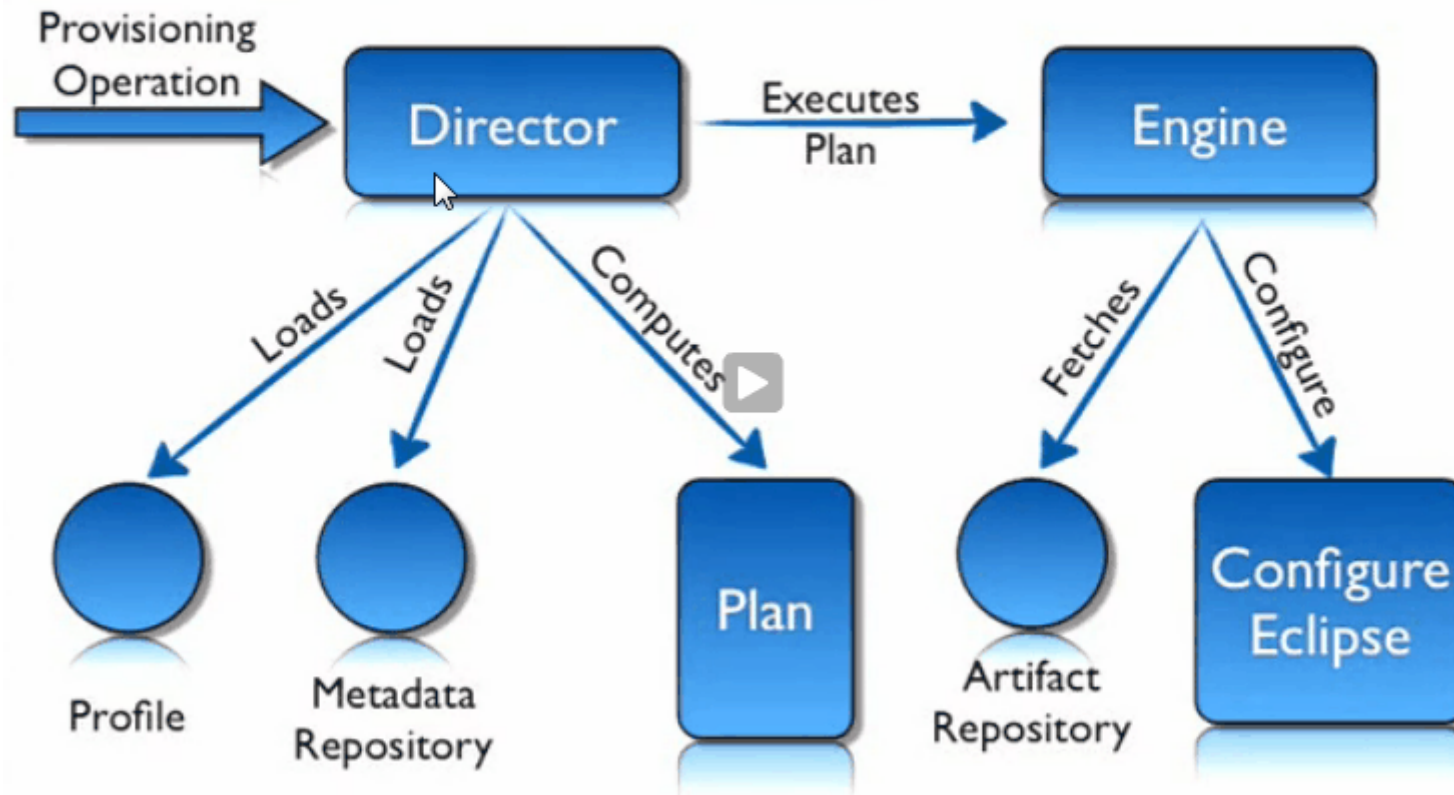 Provisioning
Operation
Director
Executes
Plan
Engine
Loads
Loads
Computes
Fetches
Configure
Profile
Metadata
Repository
Plan
Artifact
Repository
Configure
Eclipse